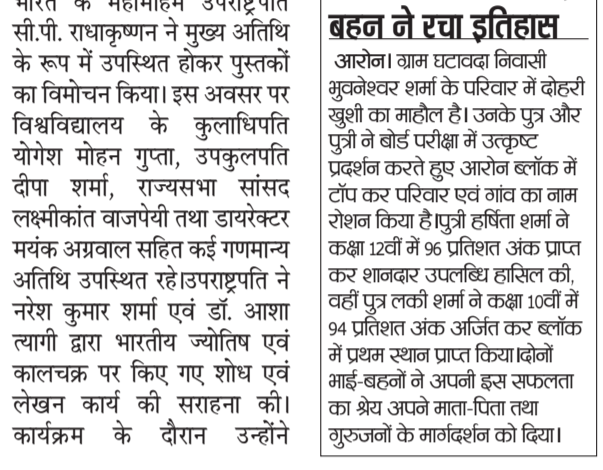 भारत के महामहिम उपराष्ट्रपति
सी.पी. राधाकृष्णन ने मुख्य अतिथि
के रूप में उपस्थित होकर पुस्तकों
का विमोचन किया। इस अवसर पर
विश्वविद्यालय के कुलाधिपति
योगेश मोहन गुप्ता, उपकुलपति
दीपा शर्मा, राज्यसभा सांसद
लक्ष्मीकांत वाजपेयी तथा डायरेक्टर
मयंक अग्रवाल सहित कई गणमान्य
अतिथि उपस्थित रहे।उपराष्ट्रपति ने
नरेश कुमार शर्मा एवं डॉ. आशा
त्यागी द्वारा भारतीय ज्योतिष एवं
कालचक्र पर किए गए शोध एवं
लेखन कार्य की सराहना की।
कार्यक्रम के दौरान उन्होंने
बहन ने रचा इतिहास
आरोन। ग्राम घटावदा निवासी
भुवनेश्वर शर्मा के परिवार में दोहरी
खुशी का माहौल है। उनके पुत्र और
पुत्री ने बोर्ड परीक्षा में उत्कृष्ट
प्रदर्शन करते हुए आरोन ब्लॉक में
टॉप कर परिवार एवं गांव का नाम
रोशन किया है।पुत्री हर्षिता शर्मा ने
कक्षा 12वीं में 96 प्रतिशत अंक प्राप्त
कर शानदार उपलब्धि हासिल की,
वहीं पुत्र लकी शर्मा ने कक्षा 10वीं में
94 प्रतिशत अंक अर्जित कर ब्लॉक
में प्रथम स्थान प्राप्त किया।दोनों
भाई-बहनों ने अपनी इस सफलता
का श्रेय अपने माता-पिता तथा
गुरुजनों के मार्गदर्शन को दिया।